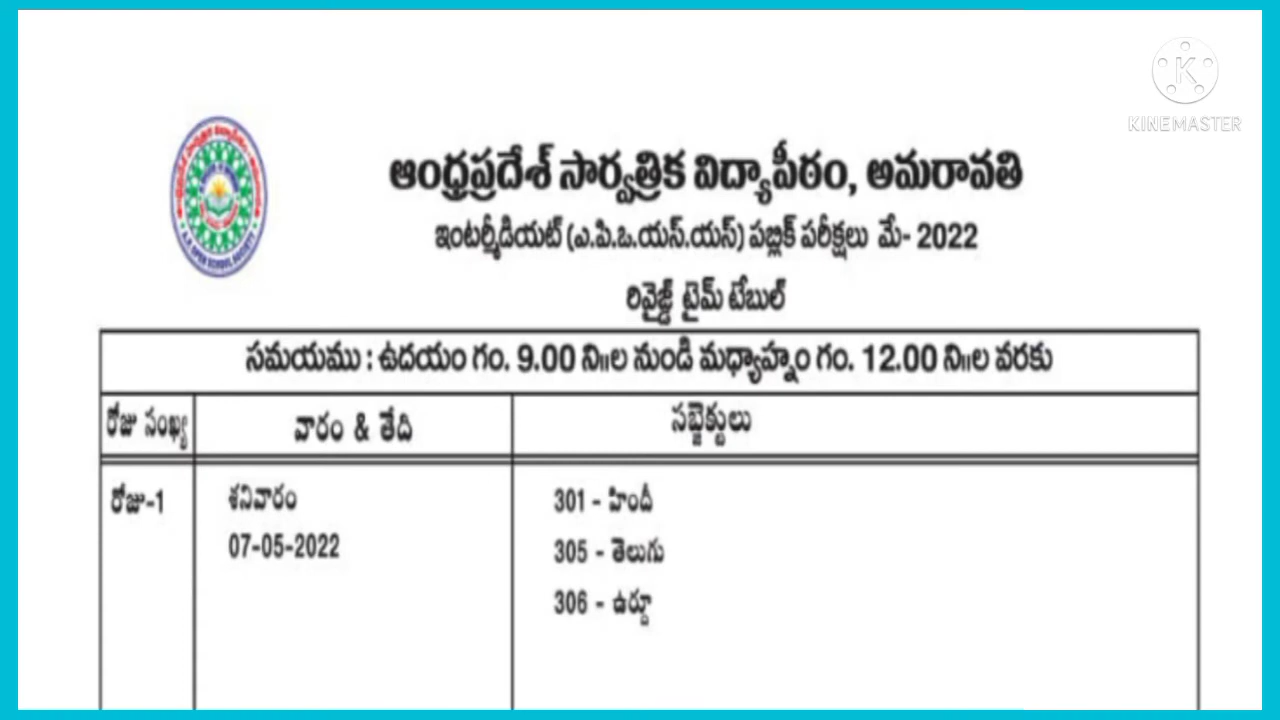 KINEMASTER
ఆంధ్రప్రదేశ్ సార్వత్రిక విద్యాపీఠం, అమరావతి
ఇంటర్మీడియట్ (ఎ.పి.ఒ.యస్.యస్) పబ్లిక్ పరీక్షలు మే- 2022
రివైజ్డ్ టైమ్ టేబుల్
సమయము : ఉదయం గం. 9.00 ని॥ల నుండి మధ్యాహ్నం గం. 12.00 ని॥ల వరకు
రోజు సంఖ్య వారం & తేది సబ్జెక్టులు
రోజు-1 శనివారం 301 - హిందీ
07-05-2022 305 - తెలుగు
306 - ఉర్దూ